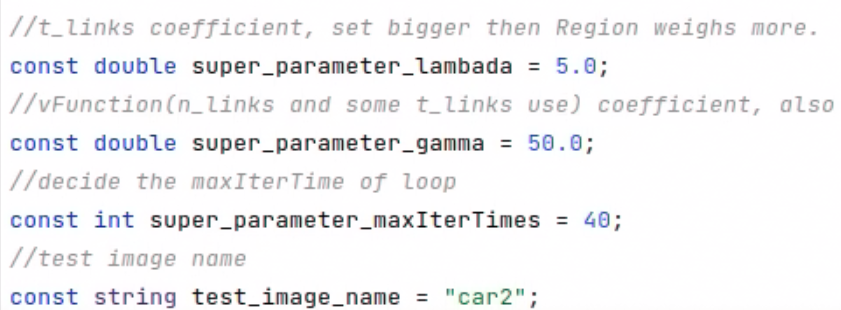 //t_links coefficient, set bigger then Region weighs more.
const double super_parameter_lambada = 5.0;
//vFunction(n_links and some t_links use) coefficient, also
const double super_parameter_gamma = 50.0;
//decide the maxIterTime of loop
const int super_parameter_maxIterTimes = 40;
//test image name
const string test_image_name = "car2";